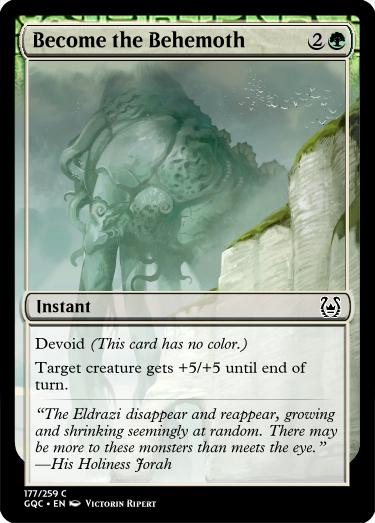 Become the Behemoth 2
Instant
Devoid (This card has no color.)
Target creature gets +5/+5 until end of
turn.
“The Eldrazi disappear and reappear, growing
and shrinking seemingly at random. There may
be more to these monsters than meets the eye.”
—His Holiness Jorah
177/259 C
GQC • EN Victorin Ripert